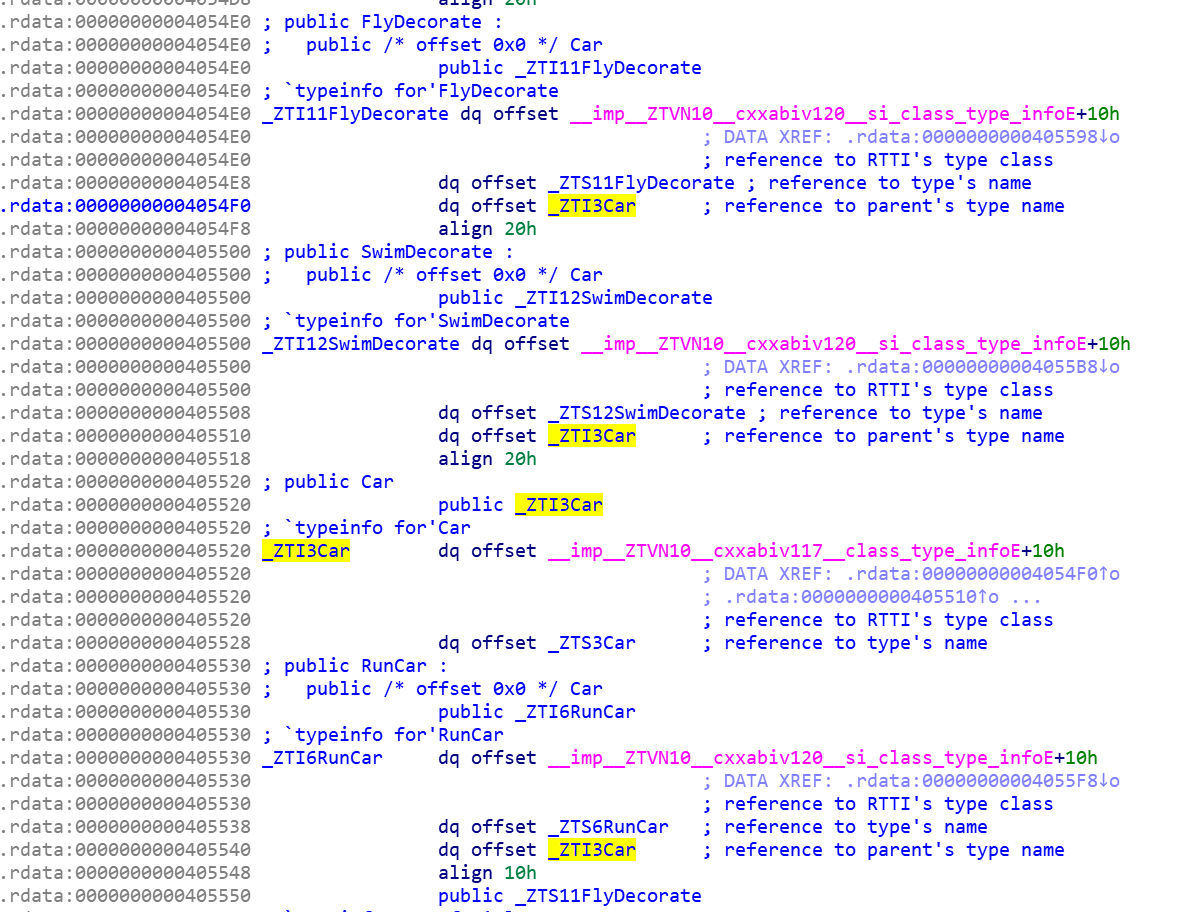 .rdata:00000000004054E0 ; public FlyDecorate :
.rdata:00000000004054E0 ;   public /* offset 0x0 */ Car
.rdata:00000000004054E0                 public _ZTI11FlyDecorate
.rdata:00000000004054E0 ; `typeinfo for'FlyDecorate
.rdata:00000000004054E0 _ZTI11FlyDecorate dq offset __imp__ZTVN10__cxxabiv120__si_class_type_infoE+10h
.rdata:00000000004054E0                                         ; DATA XREF: .rdata:0000000000405598↓o
.rdata:00000000004054E0                                         ; reference to RTTI's type class
.rdata:00000000004054E8                 dq offset _ZTS11FlyDecorate ; reference to type's name
.rdata:00000000004054F0                 dq offset _ZTI3Car      ; reference to parent's type name
.rdata:00000000004054F8                 align 20h
.rdata:0000000000405500 ; public SwimDecorate :
.rdata:0000000000405500 ;   public /* offset 0x0 */ Car
.rdata:0000000000405500                 public _ZTI12SwimDecorate
.rdata:0000000000405500 ; `typeinfo for'SwimDecorate
.rdata:0000000000405500 _ZTI12SwimDecorate dq offset __imp__ZTVN10__cxxabiv120__si_class_type_infoE+10h
.rdata:0000000000405500                                         ; DATA XREF: .rdata:00000000004055B8↓o
.rdata:0000000000405500                                         ; reference to RTTI's type class
.rdata:0000000000405508                 dq offset _ZTS12SwimDecorate ; reference to type's name
.rdata:0000000000405510                 dq offset _ZTI3Car      ; reference to parent's type name
.rdata:0000000000405518                 align 20h
.rdata:0000000000405520 ; public Car
.rdata:0000000000405520                 public _ZTI3Car
.rdata:0000000000405520 ; `typeinfo for'Car
.rdata:0000000000405520 _ZTI3Car        dq offset __imp__ZTVN10__cxxabiv117__class_type_infoE+10h
.rdata:0000000000405520                                         ; DATA XREF: .rdata:00000000004054F0↑o
.rdata:0000000000405520                                         ; .rdata:0000000000405510↑o ...
.rdata:0000000000405520                                         ; reference to RTTI's type class
.rdata:0000000000405528                 dq offset _ZTS3Car      ; reference to type's name
.rdata:0000000000405530 ; public RunCar :
.rdata:0000000000405530 ;   public /* offset 0x0 */ Car
.rdata:0000000000405530                 public _ZTI6RunCar
.rdata:0000000000405530 ; `typeinfo for'RunCar
.rdata:0000000000405530 _ZTI6RunCar     dq offset __imp__ZTVN10__cxxabiv120__si_class_type_infoE+10h
.rdata:0000000000405530                                         ; DATA XREF: .rdata:00000000004055F8↓o
.rdata:0000000000405530                                         ; reference to RTTI's type class
.rdata:0000000000405538                 dq offset _ZTS6RunCar   ; reference to type's name
.rdata:0000000000405540                 dq offset _ZTI3Car      ; reference to parent's type name
.rdata:0000000000405548                 align 10h
.rdata:0000000000405550                 public _ZTS11FlyDecorate